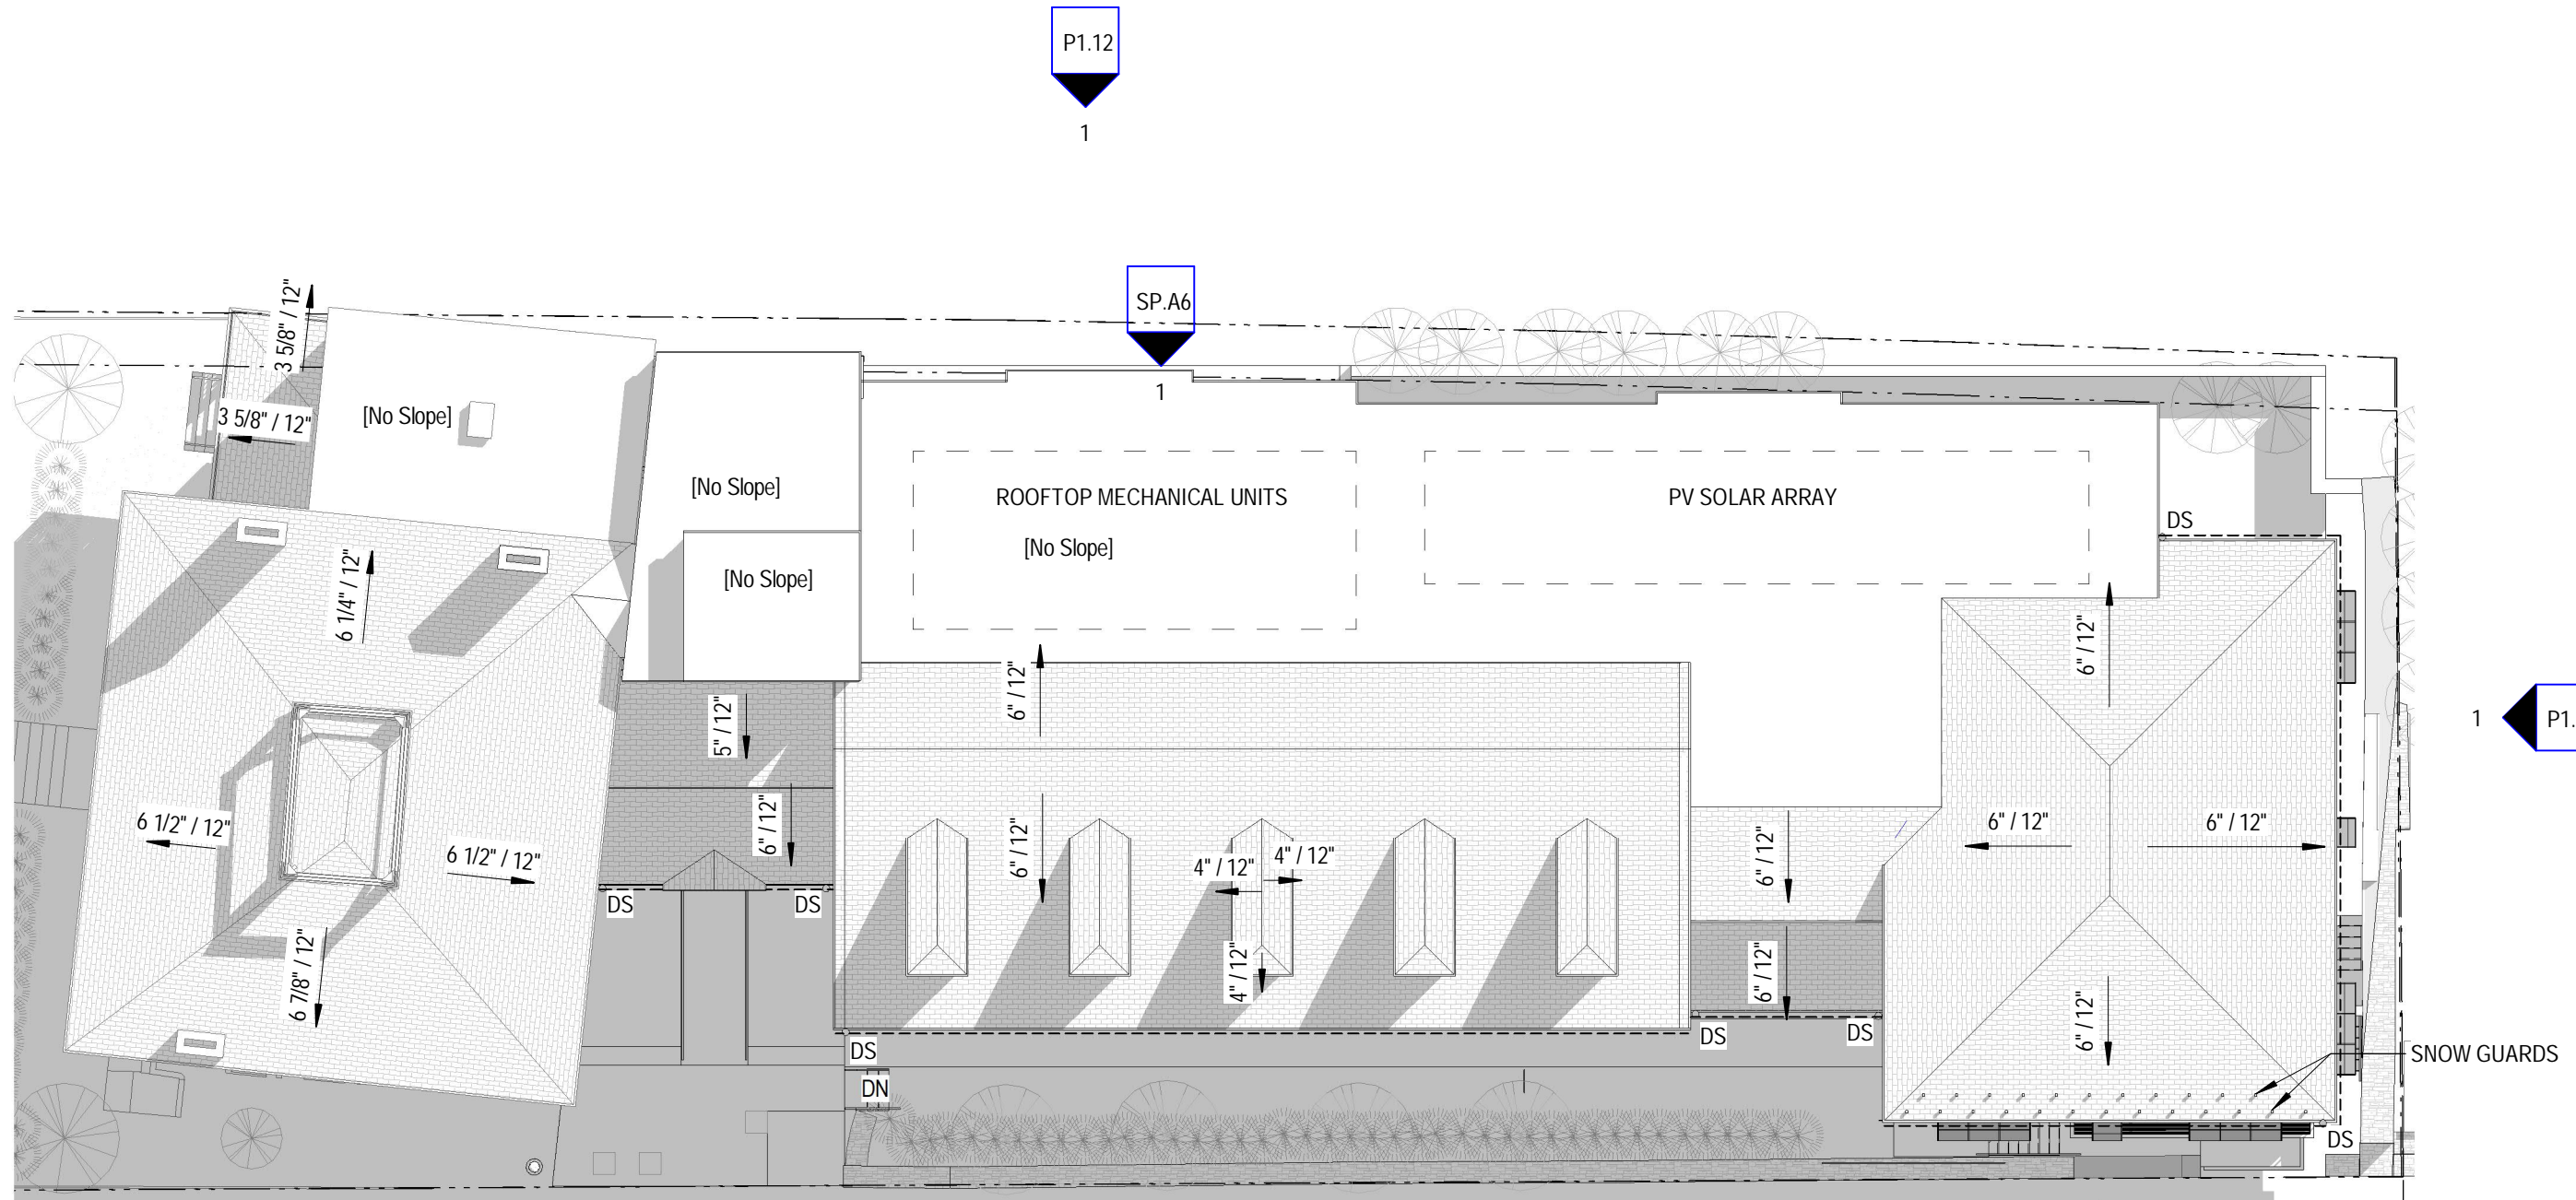 P1.12
1
SP.A6
1
3 5/8" / 12"
3 5/8" / 12"
[No Slope]
[No Slope]
[No Slope]
ROOFTOP MECHANICAL UNITS
[No Slope]
PV SOLAR ARRAY
DS
6 1/4" / 12"
6" / 12"
6" / 12"
5" / 12"
1
P1.
6 1/2" / 12"
6 1/2" / 12"
6" / 12"
6" / 12"
4" / 12"
4" / 12"
6" / 12"
6" / 12"
6" / 12"
DS
DS
6 7/8" / 12"
4" / 12"
6" / 12"
6" / 12"
DS
DS
DS
SNOW GUARDS
DN
DS